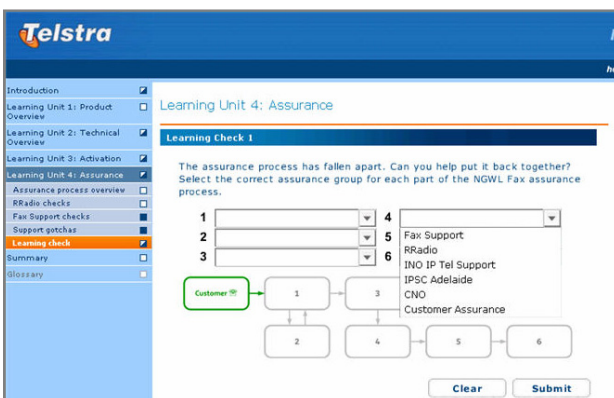 Telstra
Introduction
Learning Unit 1: Product
Overview
Learning Unit 2: Technical
Overview
Learning Unit 3: Activation
Learning Unit 4: Assurance
Assurance process overview
RRadio checks
Fax Support checks
Support gotchas
Learning check
Summary
Glossary
Learning Unit 4: Assurance
Learning Check 1
The assurance process has fallen apart. Can you help put it back together?
Select the correct assurance group for each part of the NGWL Fax assurance
process.
1
2
3
4
5
6
Fax Support
RRadio
INO IP Tel Support
IPSC Adelaide
CNO
Customer Assurance
Customer
1
3
2
4
5
6
Clear
Submit